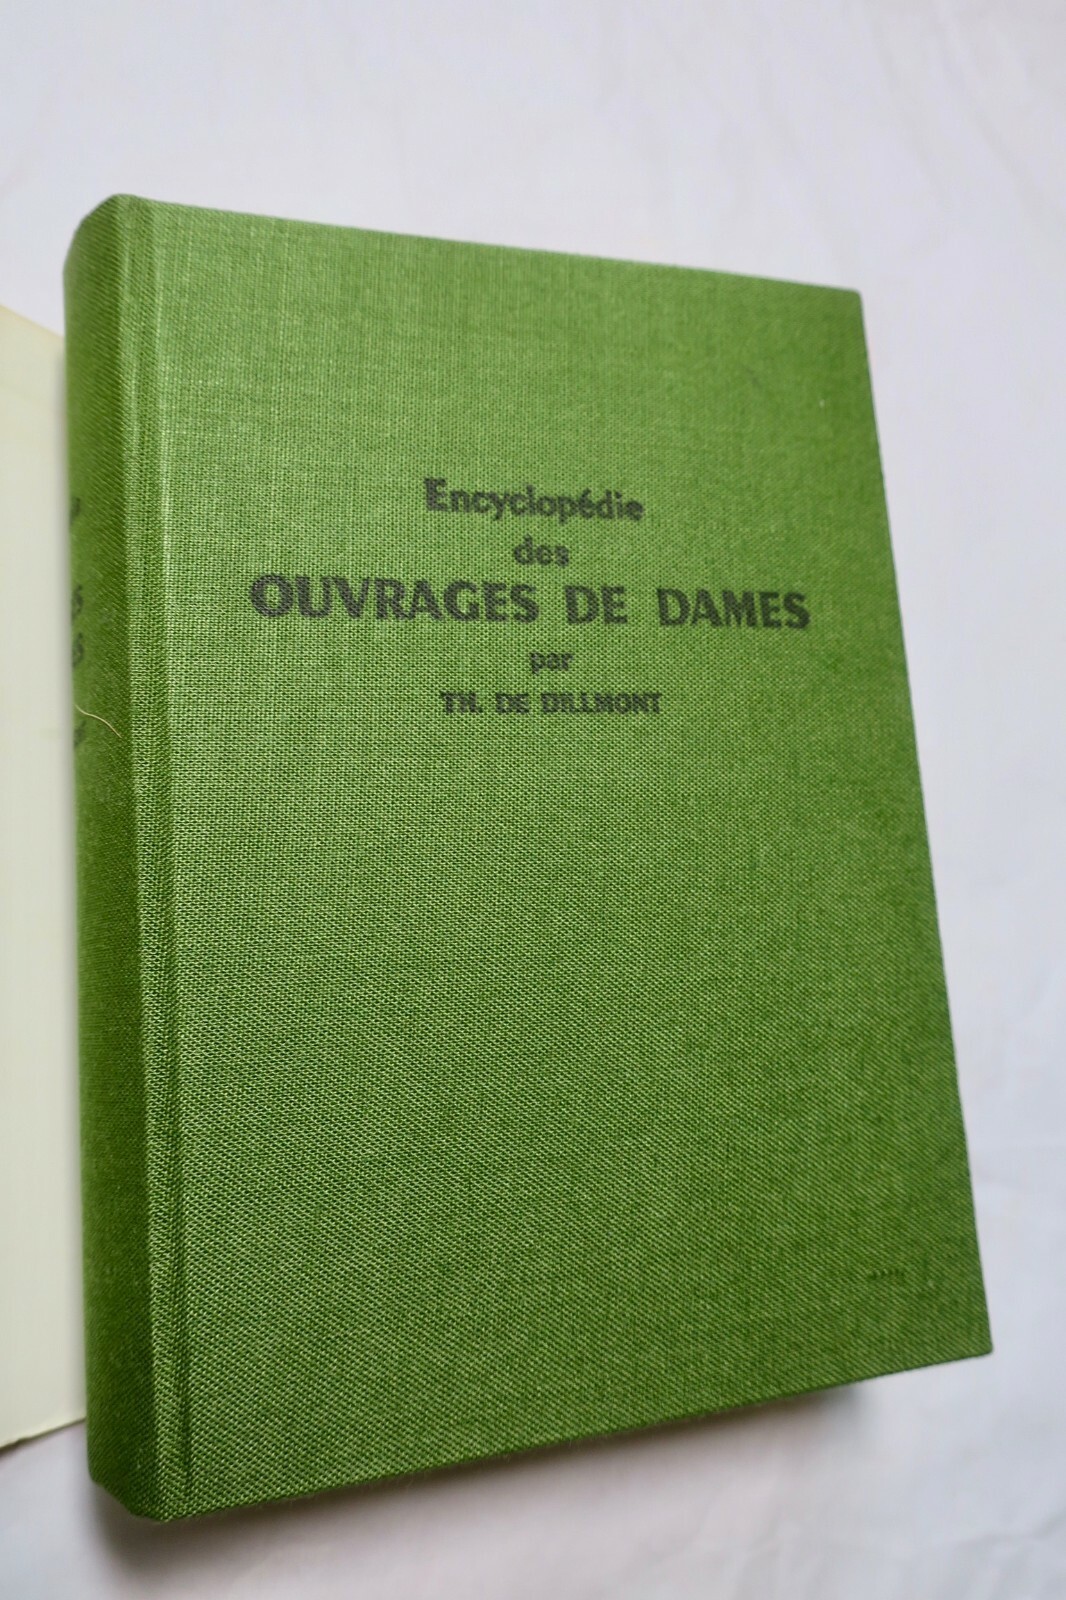 Encyclopédie
des
OUVRAGES DE DAMES
par
TH. DE DILLMONT